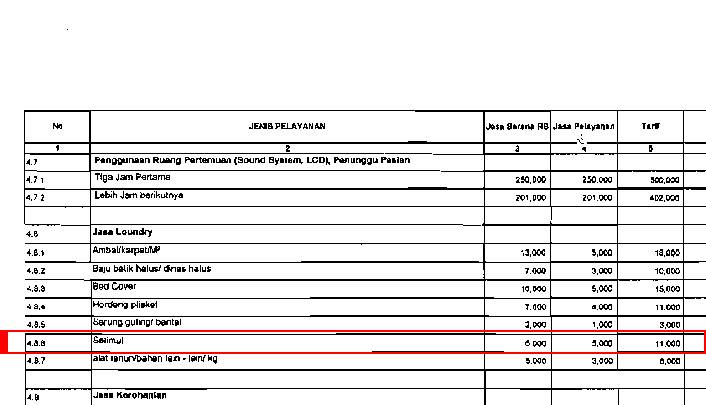 No JENIS PELAYANAN Jasa Sarana RS Jasa Pelayanan Tarif
1 2 3 4 5
4.7 Penggunaan Ruang Pertemuan (Sound System, LCD), Penunggu Pasien
4.7.1 Tiga Jam Pertama 250,000 250,000 500,000
4.7.2 Lebih Jam berikutnya 201,000 201,000 402,000
4.8 Jasa Loundry
4.8.1 Ambal/karpet/M² 13,000 5,000 18,000
4.8.2 Baju batik halus/ dinas halus 7,000 3,000 10,000
4.8.3 Bed Cover 10,000 5,000 15,000
4.8.4 Hordeng plisket 7,000 4,000 11,000
4.8.5 Sarung guling/ bantal 2,000 1,000 3,000
4.8.6 Selimut 6,000 5,000 11,000
4.8.7 alat tenun/bahan lain - lain/ kg 5,000 3,000 8,000
4.9 Jasa Kerohanian